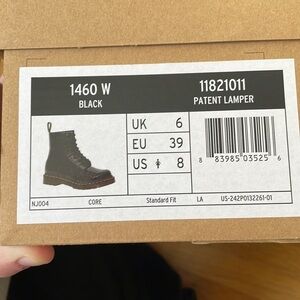 1460 W
BLACK
11821011
PATENT LAMPER
UK 6
EU 39
US 8
8 83985 03525 6
NJ004 CORE Standard Fit LA US-242P0132261-01